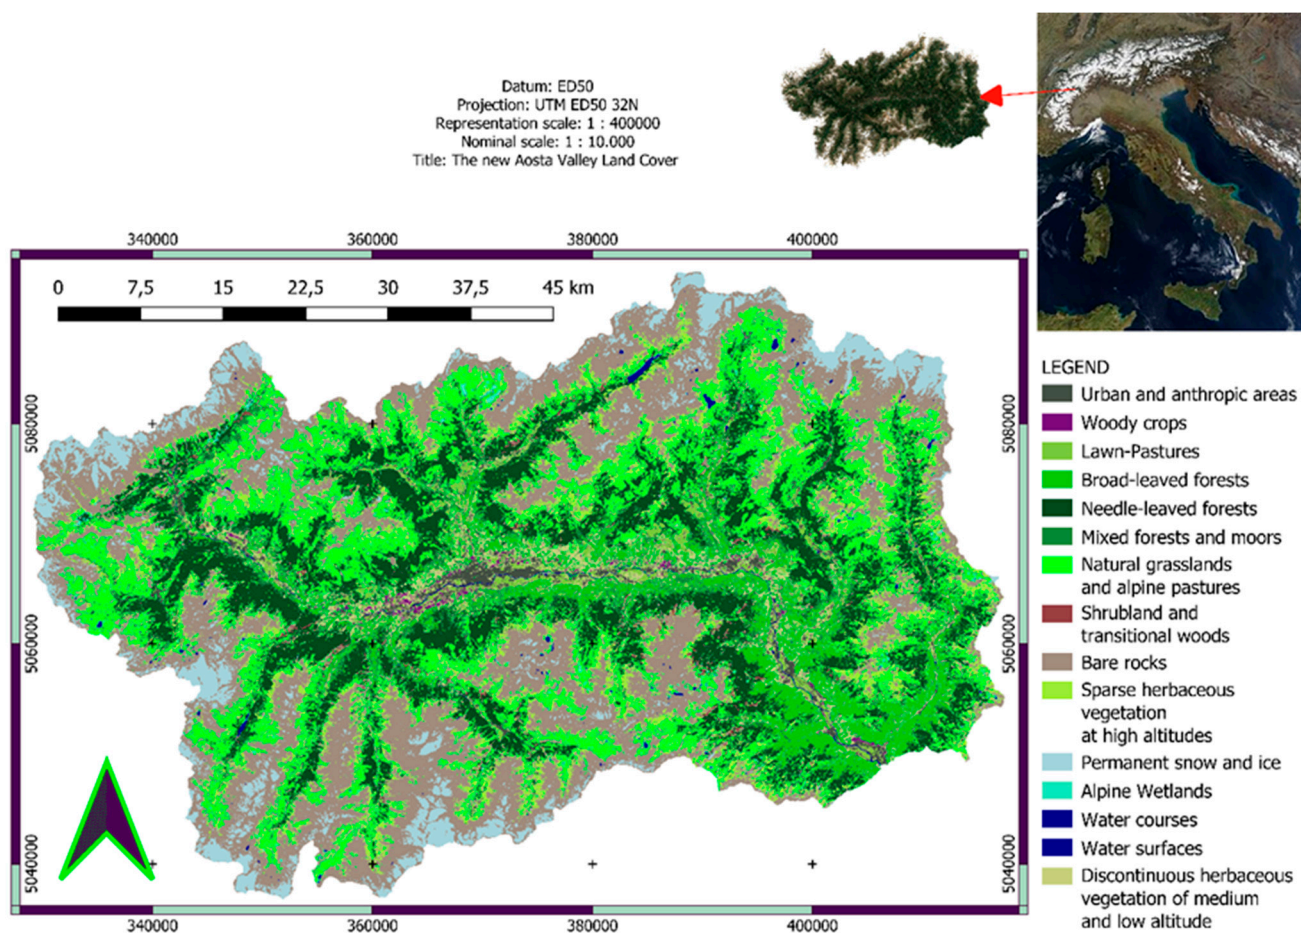 Datum: ED50
Projection: UTM ED50 32N
Representation scale: 1 : 400000
Nominal scale: 1 : 10.000
Title: The new Aosta Valley Land Cover
340000 360000 380000 400000
0 7,5 15 22,5 30 37,5 45 km
5080000 5080000
5060000 5060000
5040000 5040000
340000 360000 380000 400000
LEGEND
Urban and anthropic areas
Woody crops
Lawn-Pastures
Broad-leaved forests
Needle-leaved forests
Mixed forests and moors
Natural grasslands
and alpine pastures
Shrubland and
transitional woods
Bare rocks
Sparse herbaceous
vegetation
at high altitudes
Permanent snow and ice
Alpine Wetlands
Water courses
Water surfaces
Discontinuous herbaceous
vegetation of medium
and low altitude